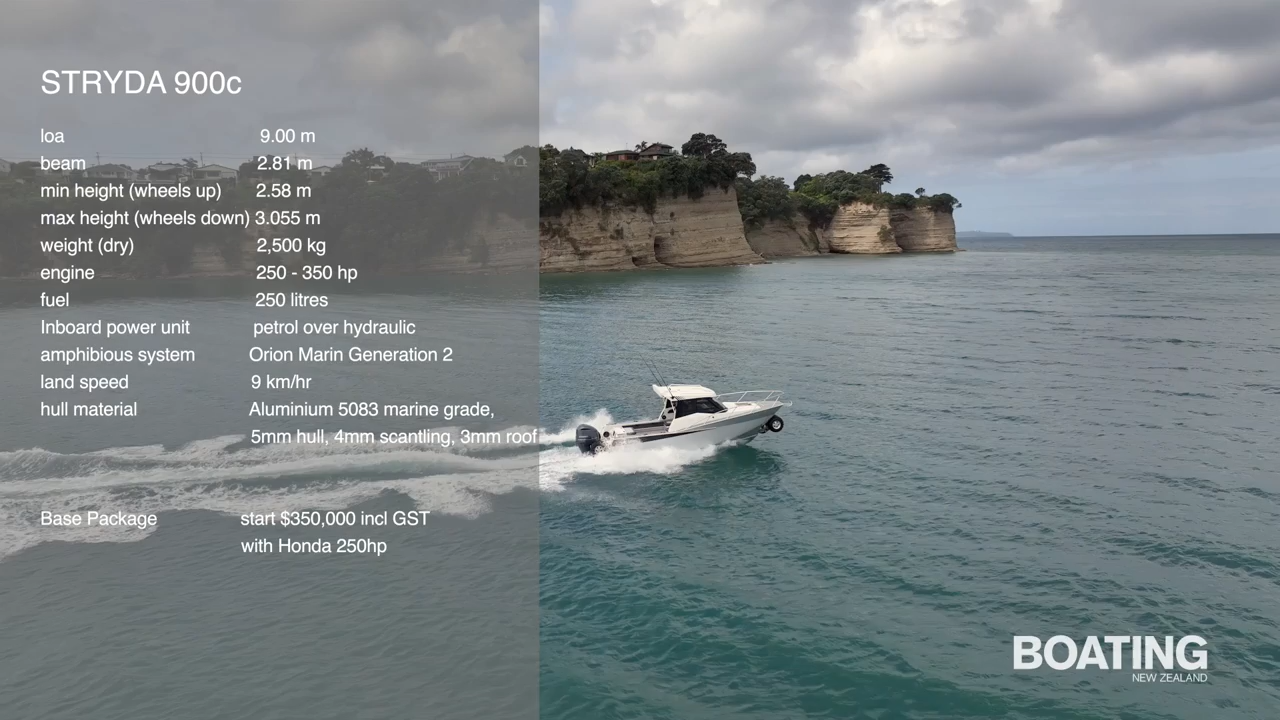 STRYDA 900c
loa 9.00 m
beam 2.81 m
min height (wheels up) 2.58 m
max height (wheels down) 3.055 m
weight (dry) 2,500 kg
engine 250 - 350 hp
fuel 250 litres
Inboard power unit petrol over hydraulic
amphibious system Orion Marin Generation 2
land speed 9 km/hr
hull material Aluminium 5083 marine grade,
5mm hull, 4mm scantling, 3mm roof
Base Package start $350,000 incl GST
with Honda 250hp
BOATING
NEW ZEALAND